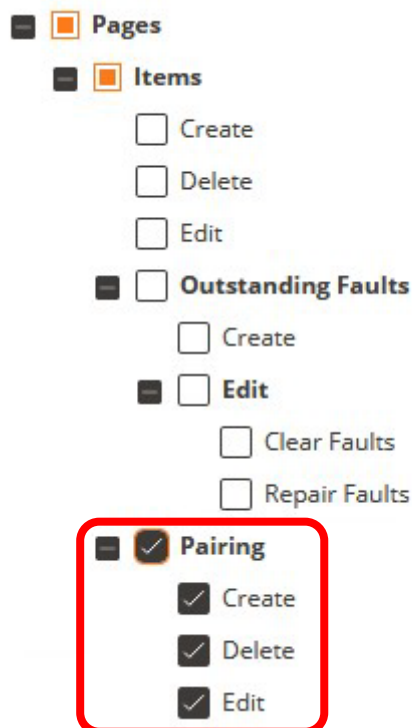 Pages
Items
Create
Delete
Edit
Outstanding Faults
Create
Edit
Clear Faults
Repair Faults
Pairing
Create
Delete
Edit